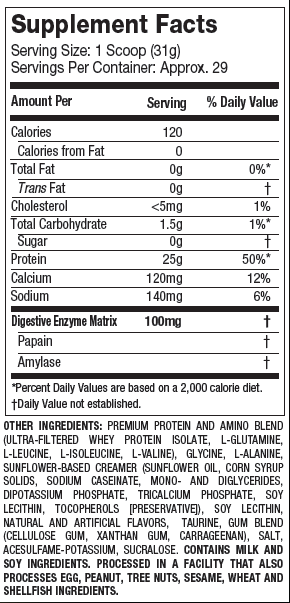 Supplement Facts
Serving Size: 1 Scoop (31g)
Servings Per Container: Approx. 29
Amount Per Serving % Daily Value
Calories 120
Calories from Fat 0
Total Fat 0g 0%*
Trans Fat 0g †
Cholesterol <5mg 1%
Total Carbohydrate 1.5g 1%*
Sugar 0g †
Protein 25g 50%*
Calcium 120mg 12%
Sodium 140mg 6%
Digestive Enzyme Matrix 100mg †
Papain †
Amylase †
*Percent Daily Values are based on a 2,000 calorie diet.
†Daily Value not established.
OTHER INGREDIENTS: PREMIUM PROTEIN AND AMINO BLEND
(ULTRA-FILTERED WHEY PROTEIN ISOLATE, L-GLUTAMINE,
L-LEUCINE, L-ISOLEUCINE, L-VALINE), GLYCINE, L-ALANINE,
SUNFLOWER-BASED CREAMER (SUNFLOWER OIL, CORN SYRUP
SOLIDS, SODIUM CASEINATE, MONO- AND DIGLYCERIDES,
DIPOTASSIUM PHOSPHATE, TRICALCIUM PHOSPHATE, SOY
LECITHIN, TOCOPHEROLS [PRESERVATIVE]), SOY LECITHIN,
NATURAL AND ARTIFICIAL FLAVORS, TAURINE, GUM BLEND
(CELLULOSE GUM, XANTHAN GUM, CARRAGEENAN), SALT,
ACESULFAME-POTASSIUM, SUCRALOSE. CONTAINS MILK AND
SOY INGREDIENTS. PROCESSED IN A FACILITY THAT ALSO
PROCESSES EGG, PEANUT, TREE NUTS, SESAME, WHEAT AND
SHELLFISH INGREDIENTS.